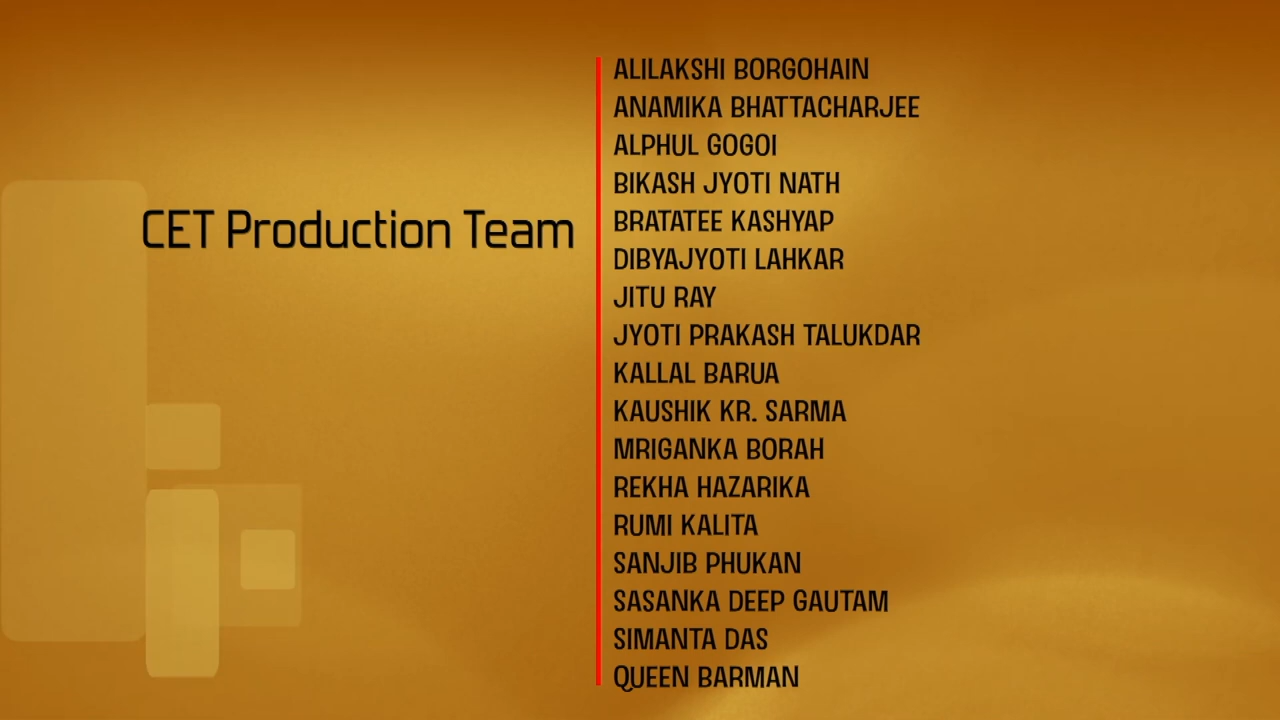 CET Production Team
ALILAKSHI BORGOHAIN
ANAMIKA BHATTACHARJEE
ALPHUL GOGOI
BIKASH JYOTI NATH
BRATATEE KASHYAP
DIBYAJYOTI LAHKAR
JITU RAY
JYOTI PRAKASH TALUKDAR
KALLAL BARUA
KAUSHIK KR. SARMA
MRIGANKA BORAH
REKHA HAZARIKA
RUMI KALITA
SANJIB PHUKAN
SASANKA DEEP GAUTAM
SIMANTA DAS
QUEEN BARMAN